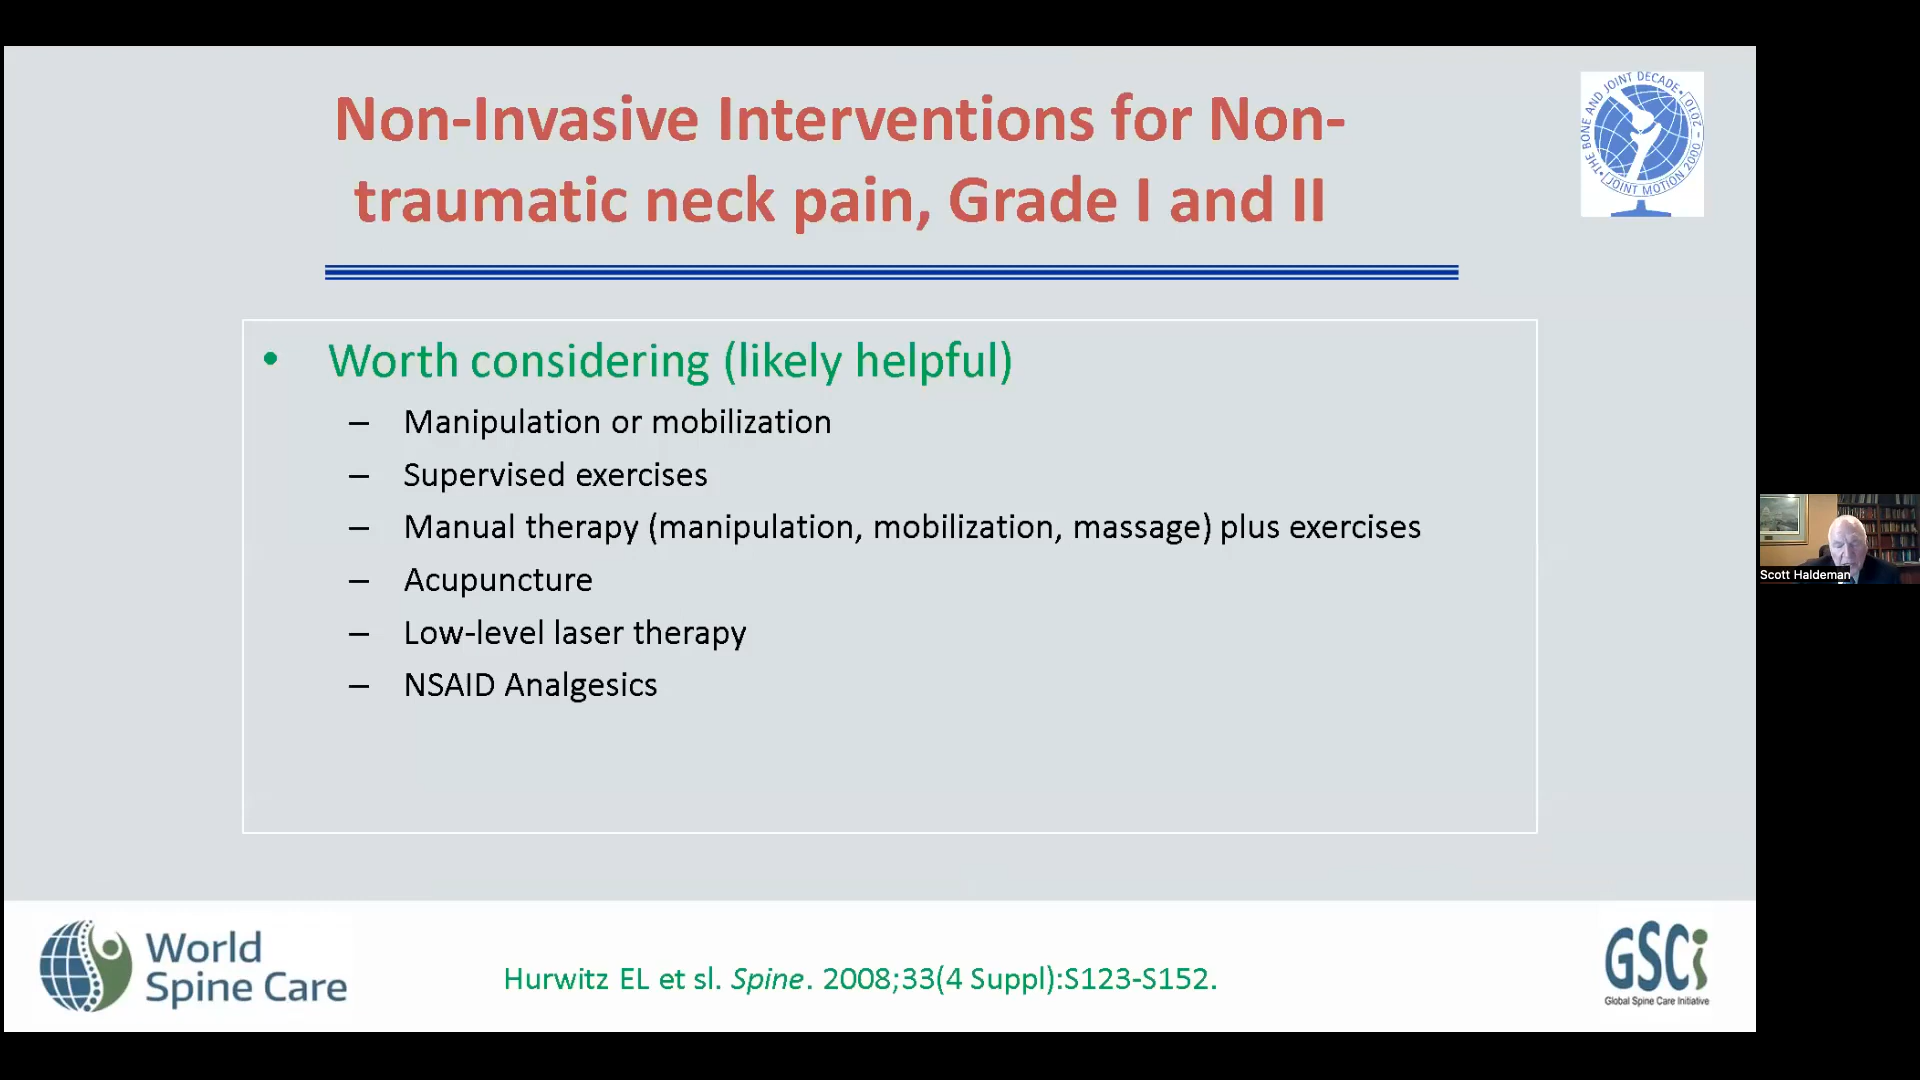 Non-Invasive Interventions for Non-
traumatic neck pain, Grade I and II
THE BONE AND JOINT DECADE • 2000 – 2010 •
JOINT MOTION
• Worth considering (likely helpful)
– Manipulation or mobilization
– Supervised exercises
– Manual therapy (manipulation, mobilization, massage) plus exercises
– Acupuncture
– Low-level laser therapy
– NSAID Analgesics
Scott Haldeman
World
Spine Care
Hurwitz EL et sl. Spine. 2008;33(4 Suppl):S123-S152.
GSCi
Global Spine Care Initiative